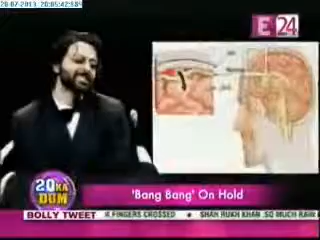 20-07-2013 20:05:42:889
E 24
20 KA
DUM
'Bang Bang' On Hold
BOLLY TWEET K FINGERS CROSSED SHAH RUKH KHAN .SO MUCH RAIN